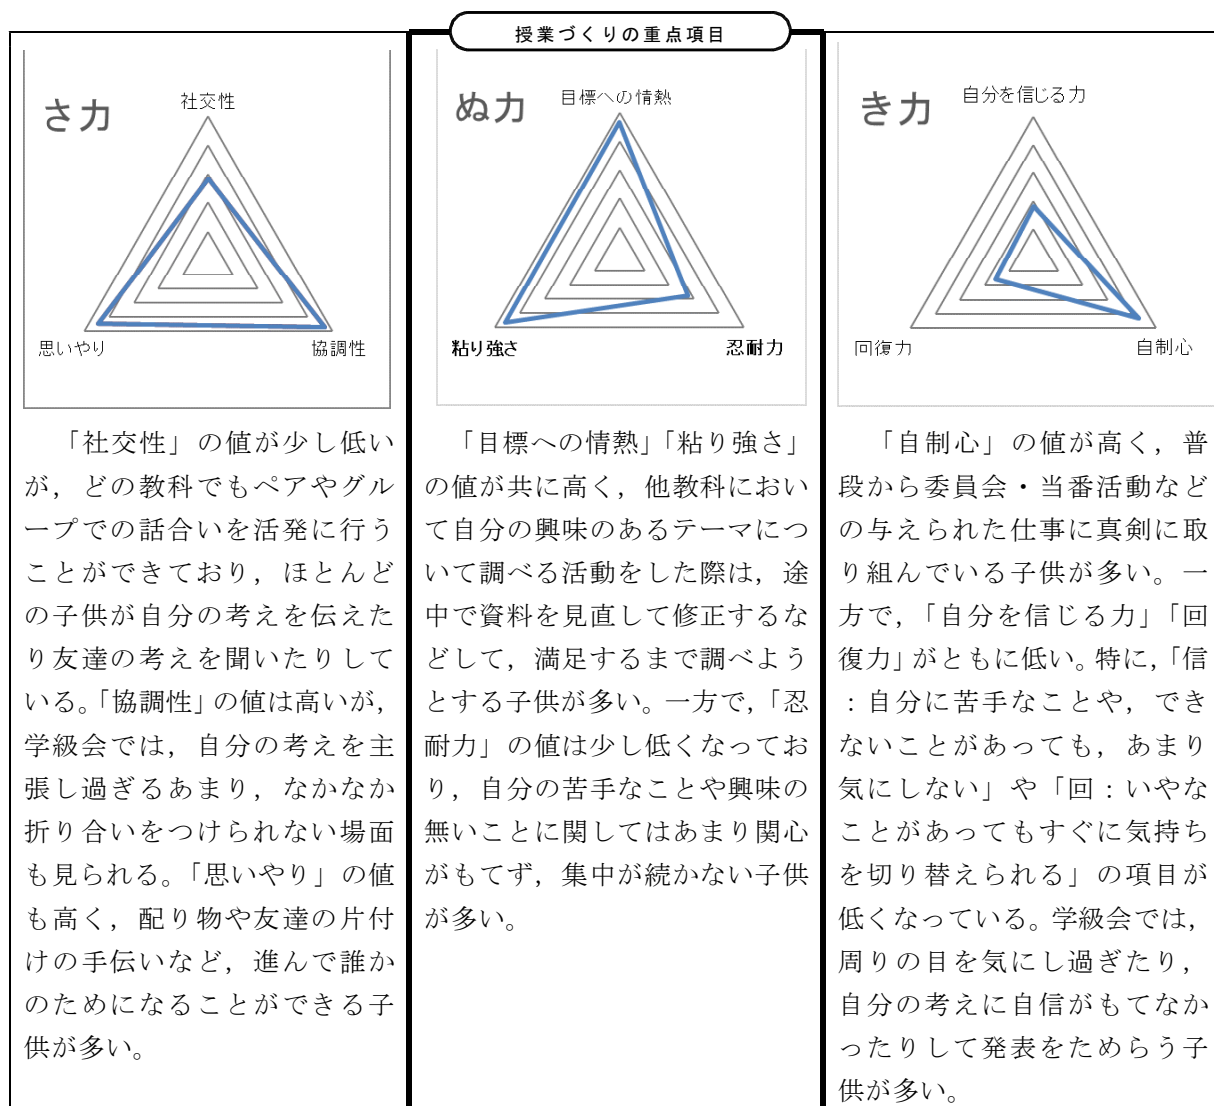 授業づくりの重点項目
さ力
社交性
思いやり
協調性
「社交性」の値が少し低い
が，どの教科でもペアやグル
ープでの話合いを活発に行う
ことができており，ほとんど
の子供が自分の考えを伝えた
り友達の考えを聞いたりして
いる。「協調性」の値は高いが，
学級会では，自分の考えを主
張し過ぎるあまり，なかなか
折り合いをつけられない場面
も見られる。「思いやり」の値
も高く，配り物や友達の片付
けの手伝いなど，進んで誰か
のためになることができる子
供が多い。
ぬ力
目標への情熱
粘り強さ
忍耐力
「目標への情熱」「粘り強さ」
の値が共に高く，他教科におい
て自分の興味のあるテーマにつ
いて調べる活動をした際は，途
中で資料を見直して修正するな
どして，満足するまで調べよう
とする子供が多い。一方で，「忍
耐力」の値は少し低くなってお
り，自分の苦手なことや興味の
無いことに関してはあまり関心
がもてず，集中が続かない子供
が多い。
き力
自分を信じる力
回復力
自制心
「自制心」の値が高く，普
段から委員会・当番活動など
の与えられた仕事に真剣に取
り組んでいる子供が多い。一
方で，「自分を信じる力」「回
復力」がともに低い。特に，「信
：自分に苦手なことや，でき
ないことがあっても，あまり
気にしない」や「回：いやな
ことがあってもすぐに気持ち
を切り替えられる」の項目が
低くなっている。学級会では，
周りの目を気にし過ぎたり，
自分の考えに自信がもてなか
ったりして発表をためらう子
供が多い。